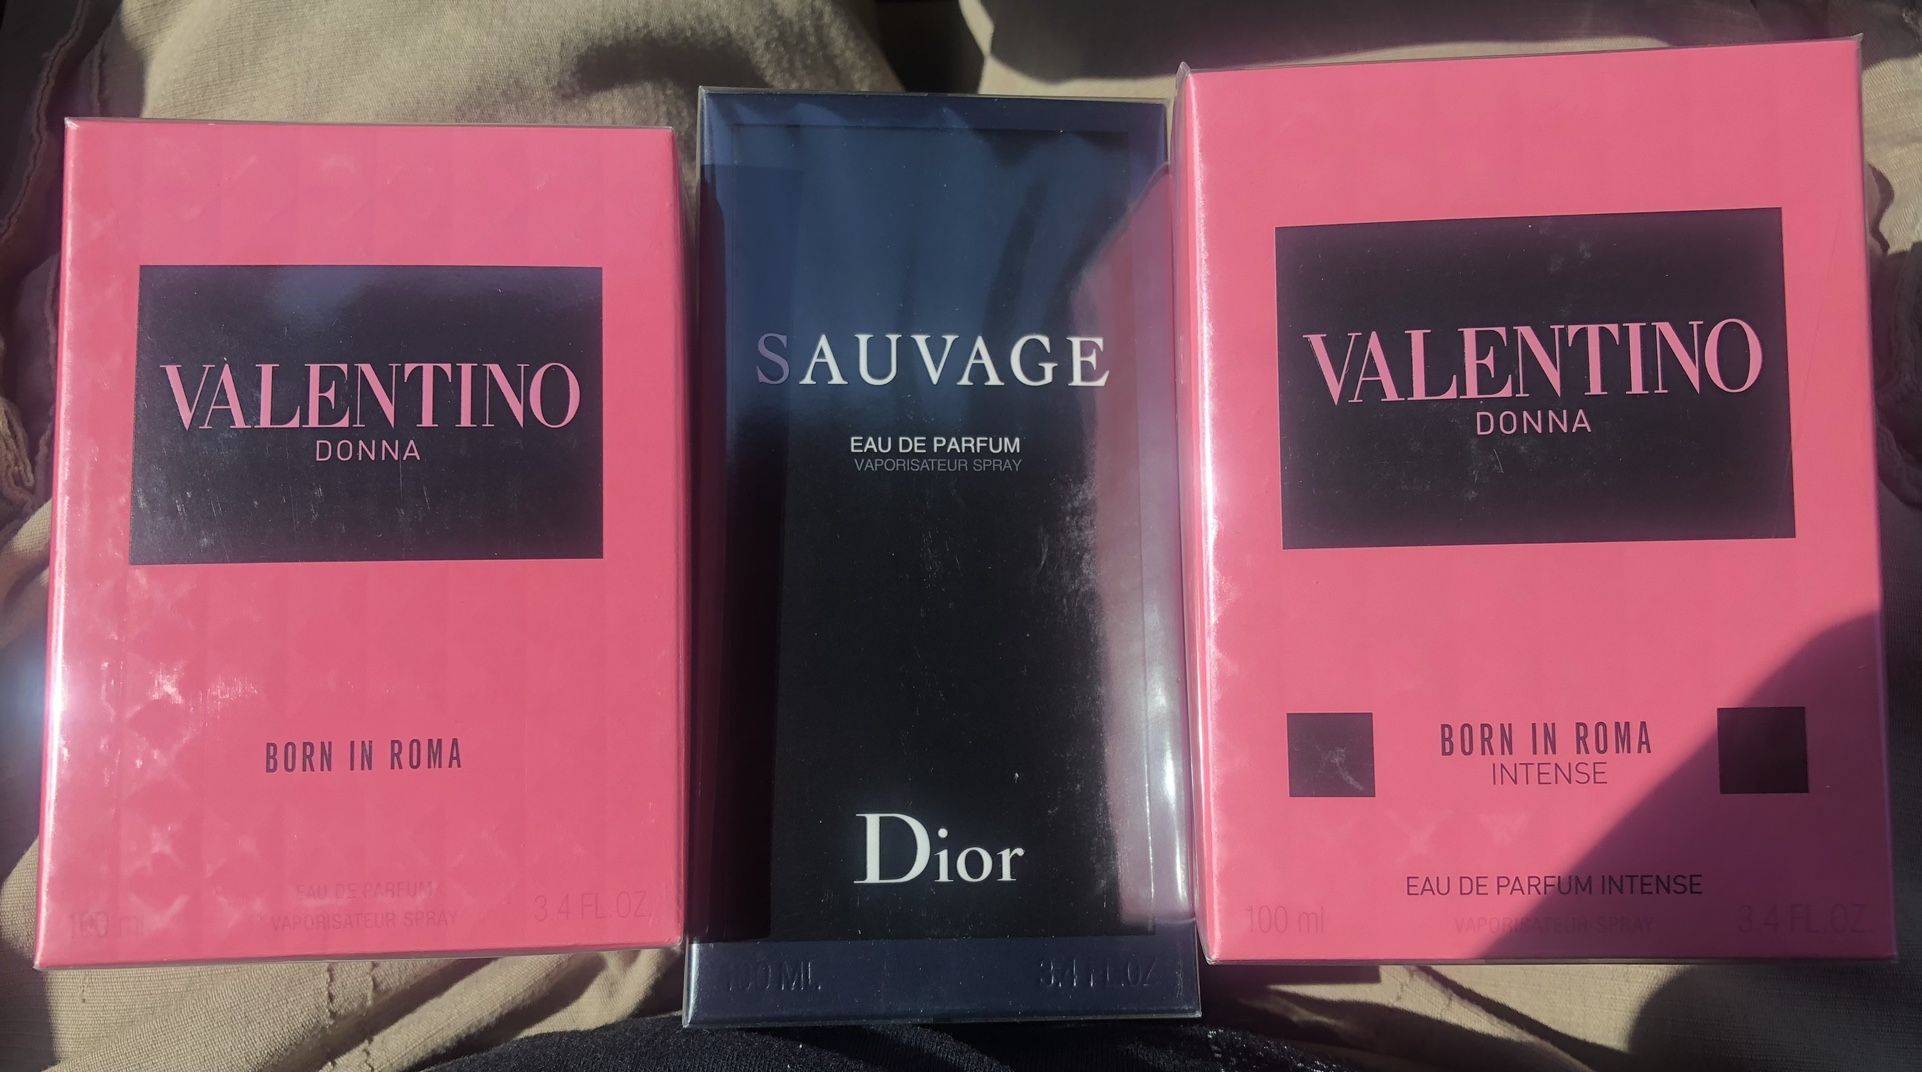 VALENTINO
DONNA
BORN IN ROMA
EAU DE PARFUM
VAPORISATEUR SPRAY
100 ml
3.4 FL.OZ.
SAUVAGE
EAU DE PARFUM
VAPORISATEUR SPRAY
Dior
100 ML
3.4 FL.OZ
VALENTINO
DONNA
BORN IN ROMA
INTENSE
EAU DE PARFUM INTENSE
VAPORISATEUR SPRAY
100 ml
3.4 FL.OZ.